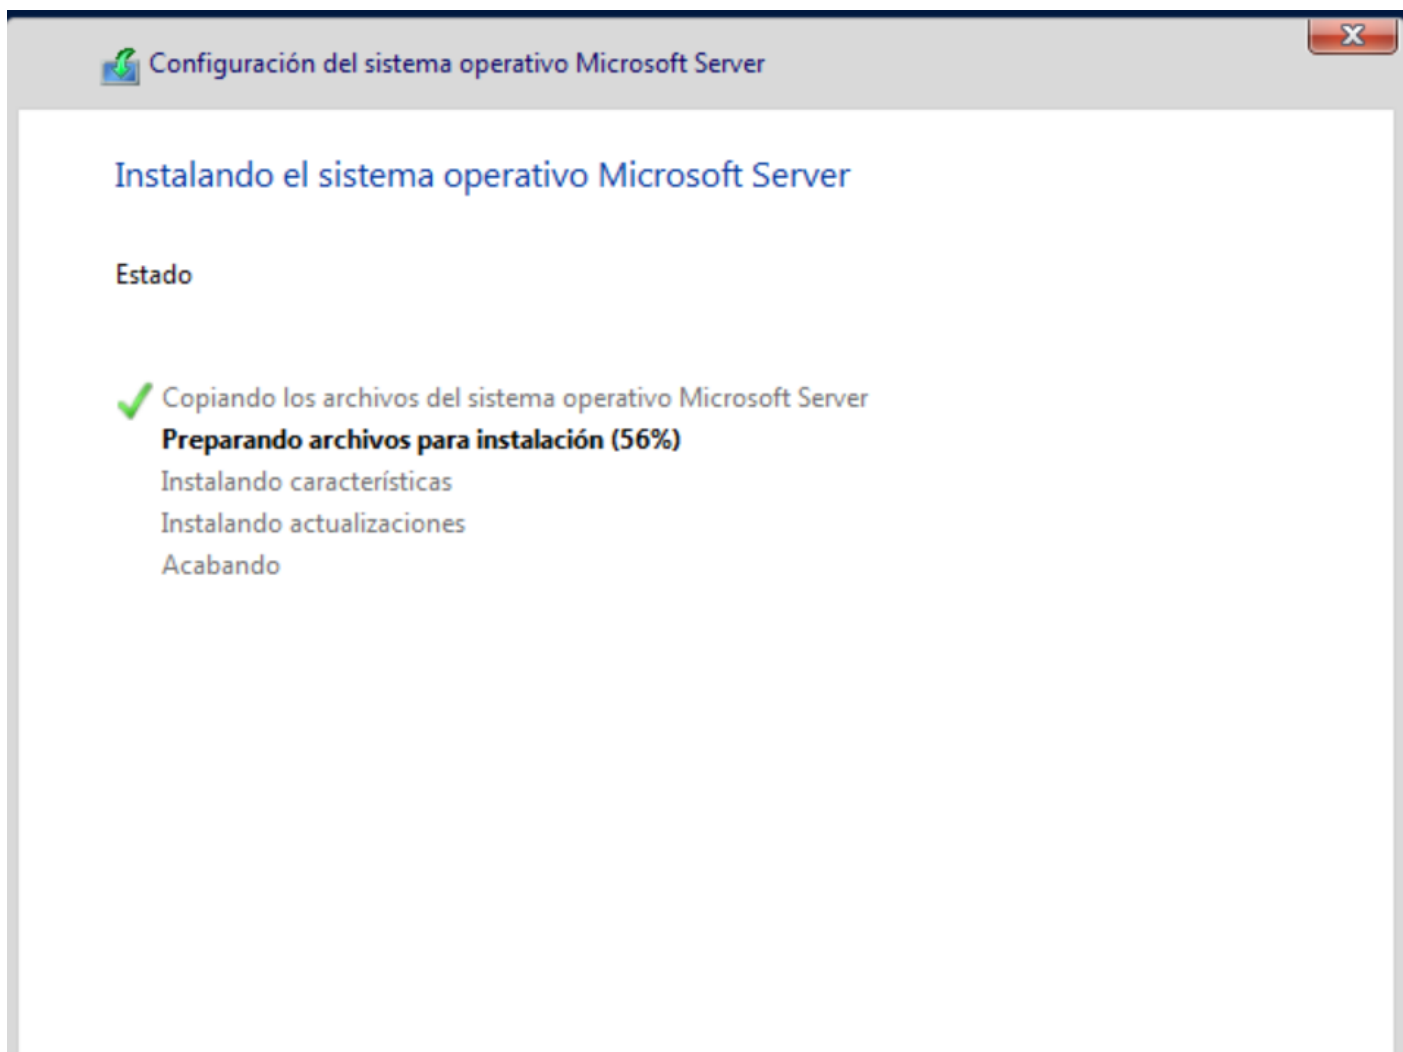 Configuración del sistema operativo Microsoft Server
Instalando el sistema operativo Microsoft Server
Estado
Copiando los archivos del sistema operativo Microsoft Server
Preparando archivos para instalación (56%)
Instalando características
Instalando actualizaciones
Acabando